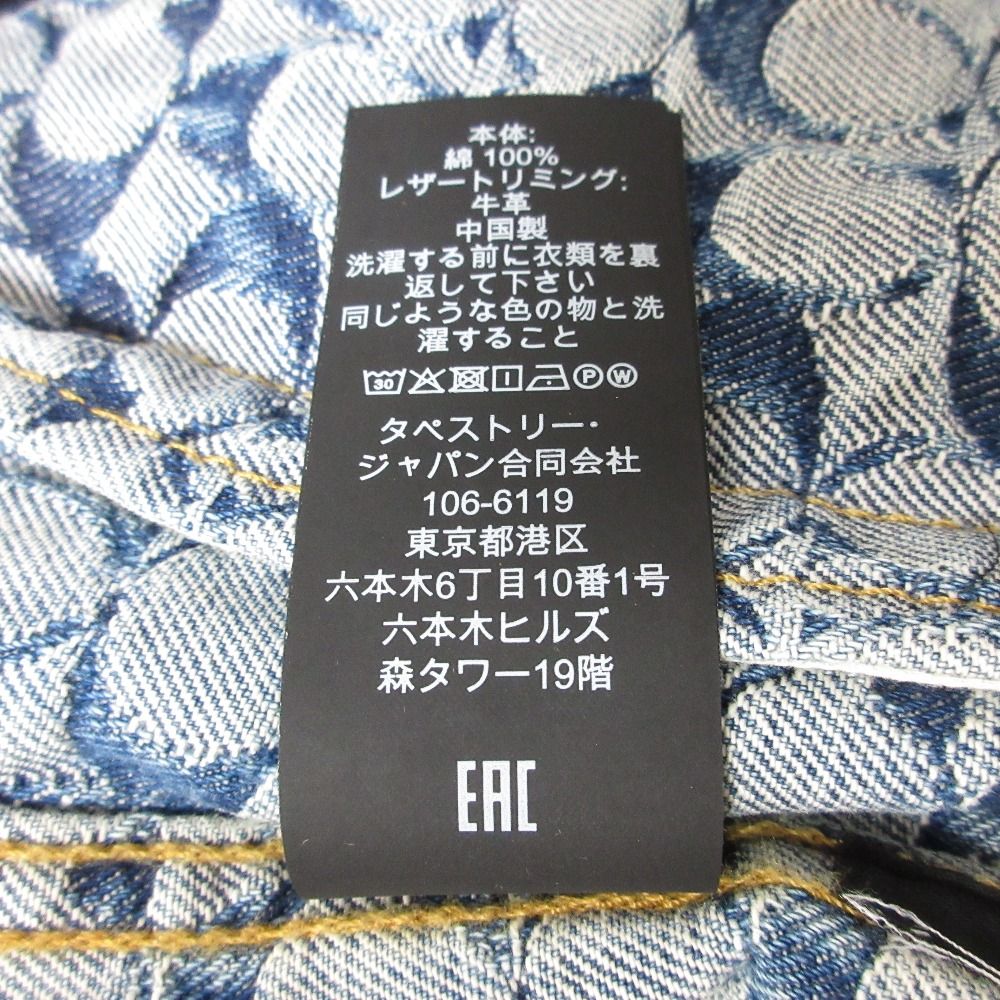 本体:
綿 100%
レザートリミング:
牛革
中国製
洗濯する前に衣類を裏
返して下さい
同じような色の物と洗
濯すること
30 P W
タペストリー・
ジャパン合同会社
106-6119
東京都港区
六本木6丁目10番1号
六本木ヒルズ
森タワー19階
EAC